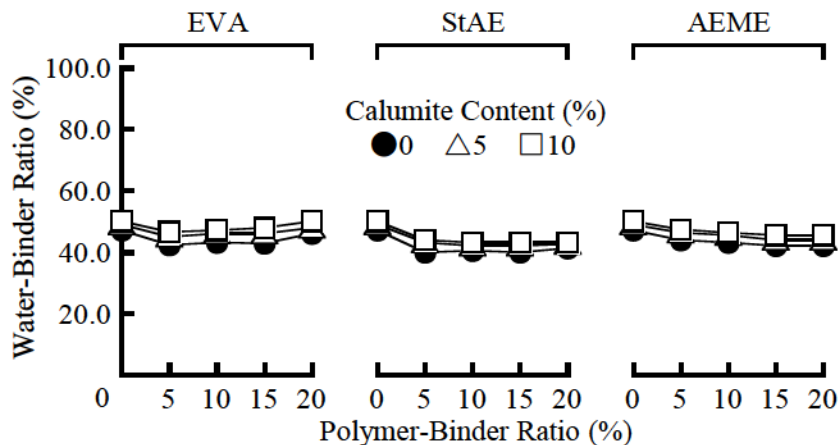 EVA StAE AEME
100.0
80.0
60.0
40.0
20.0
0
Water-Binder Ratio (%)
Calumite Content (%)
0 5 10
5 10 15 20 0 5 10 15 20 0 5 10 15 20
Polymer-Binder Ratio (%)